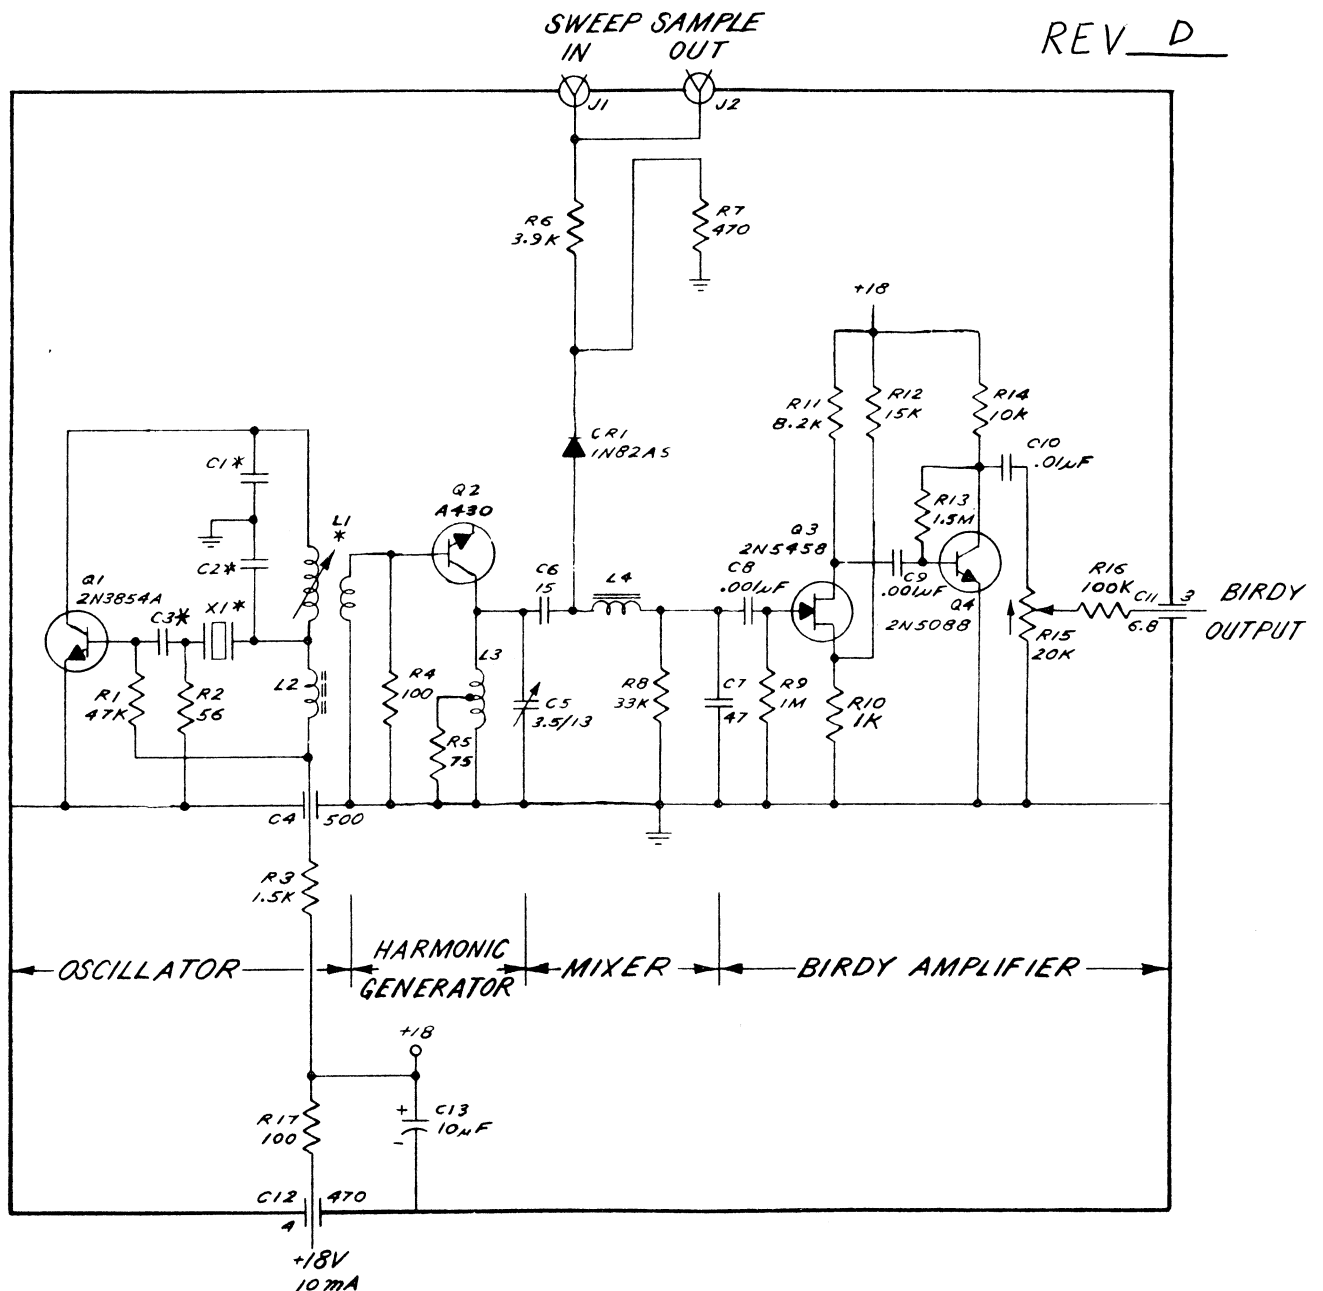 SWEEP SAMPLE
IN OUT
REV D
J1
J2
R6
3.9K
R7
470
+18
R11
8.2K
R12
15K
R14
10K
C10
.01µF
CR1
1N82AS
C1*
L1
*
C2*
Q2
A430
R13
1.5M
Q3
2N5458
Q1
2N3854A
C3*
X1*
C6
15
L4
C8
.001µF
C9
.001µF
Q4
2N5088
R16
100K
C11
3
6.8
BIRDY
OUTPUT
R15
20K
R1
47K
R2
56
L2
R4
100
L3
R5
75
C5
3.5/13
R8
33K
C7
47
R9
1M
R10
1K
C4
500
R3
1.5K
OSCILLATOR
HARMONIC
GENERATOR
MIXER
BIRDY AMPLIFIER
+18
R17
100
+
-
C13
10µF
C12
470
4
+18V
10mA